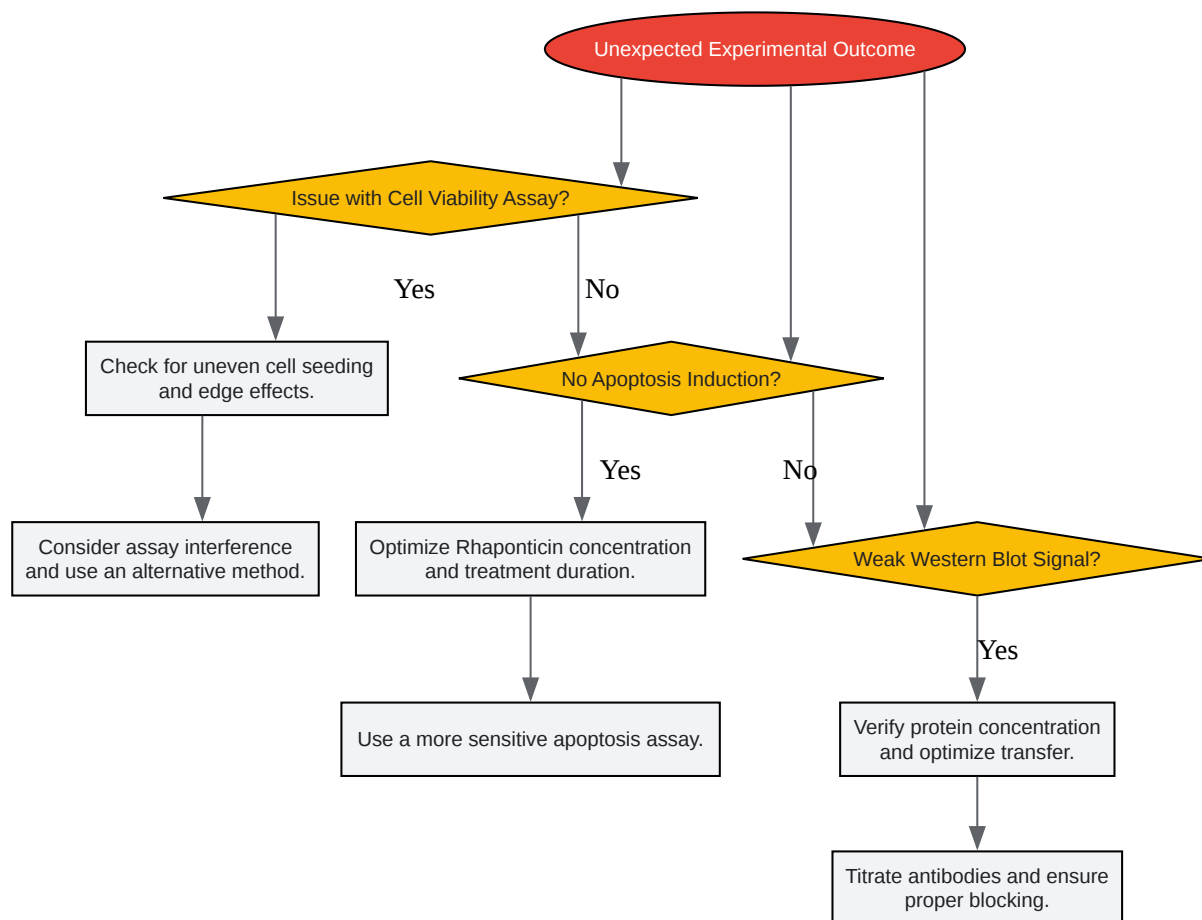 Unexpected Experimental Outcome
Issue with Cell Viability Assay?
Yes
No
Check for uneven cell seeding
and edge effects.
No Apoptosis Induction?
Yes
No
Consider assay interference
and use an alternative method.
Optimize Rhaponticin concentration
and treatment duration.
Weak Western Blot Signal?
Yes
Use a more sensitive apoptosis assay.
Verify protein concentration
and optimize transfer.
Titrate antibodies and ensure
proper blocking.